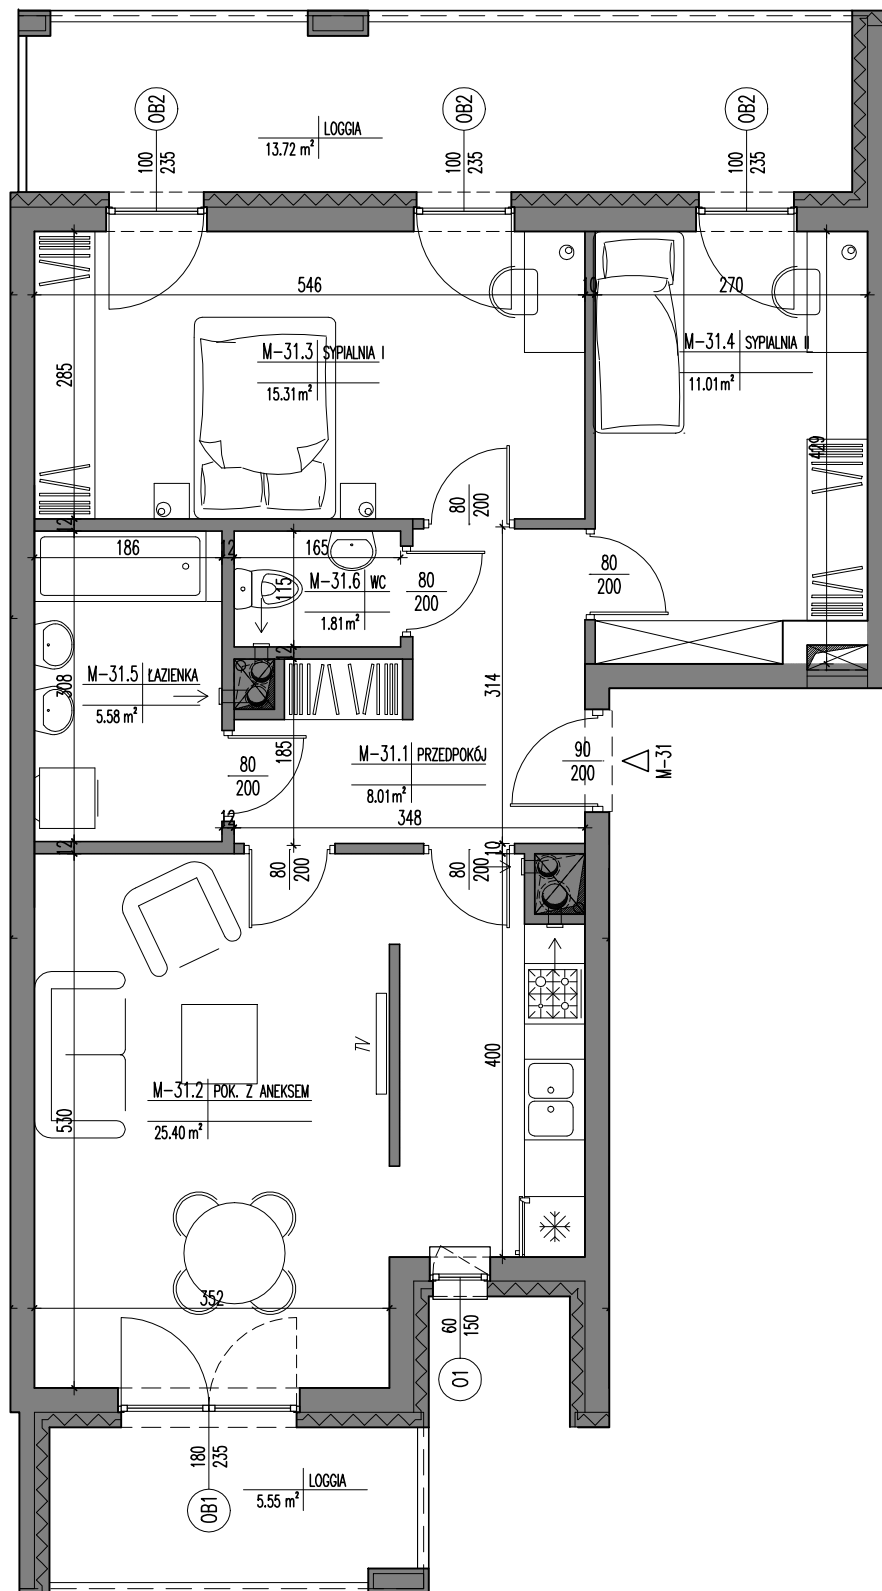 OB2
OB2
OB2
100
235
100
235
100
235
LOGGIA
13.72 m²
546
10
270
285
M-31.3 SYPIALNIA I
15.31 m²
M-31.4 SYPIALNIA II
11.01 m²
429
80
200
12
186
12
165
115
M-31.6 WC
1.81 m²
80
200
80
200
308
M-31.5 ŁAZIENKA
5.58 m²
12
314
185
M-31.1 PRZEDPOKÓJ
8.01 m²
80
200
90
200
M-31
12
348
12
10
80
200
80
200
400
TV
M-31.2 POK. Z ANEKSEM
25.40 m²
530
352
60
150
O1
180
235
OB1
LOGGIA
5.55 m²